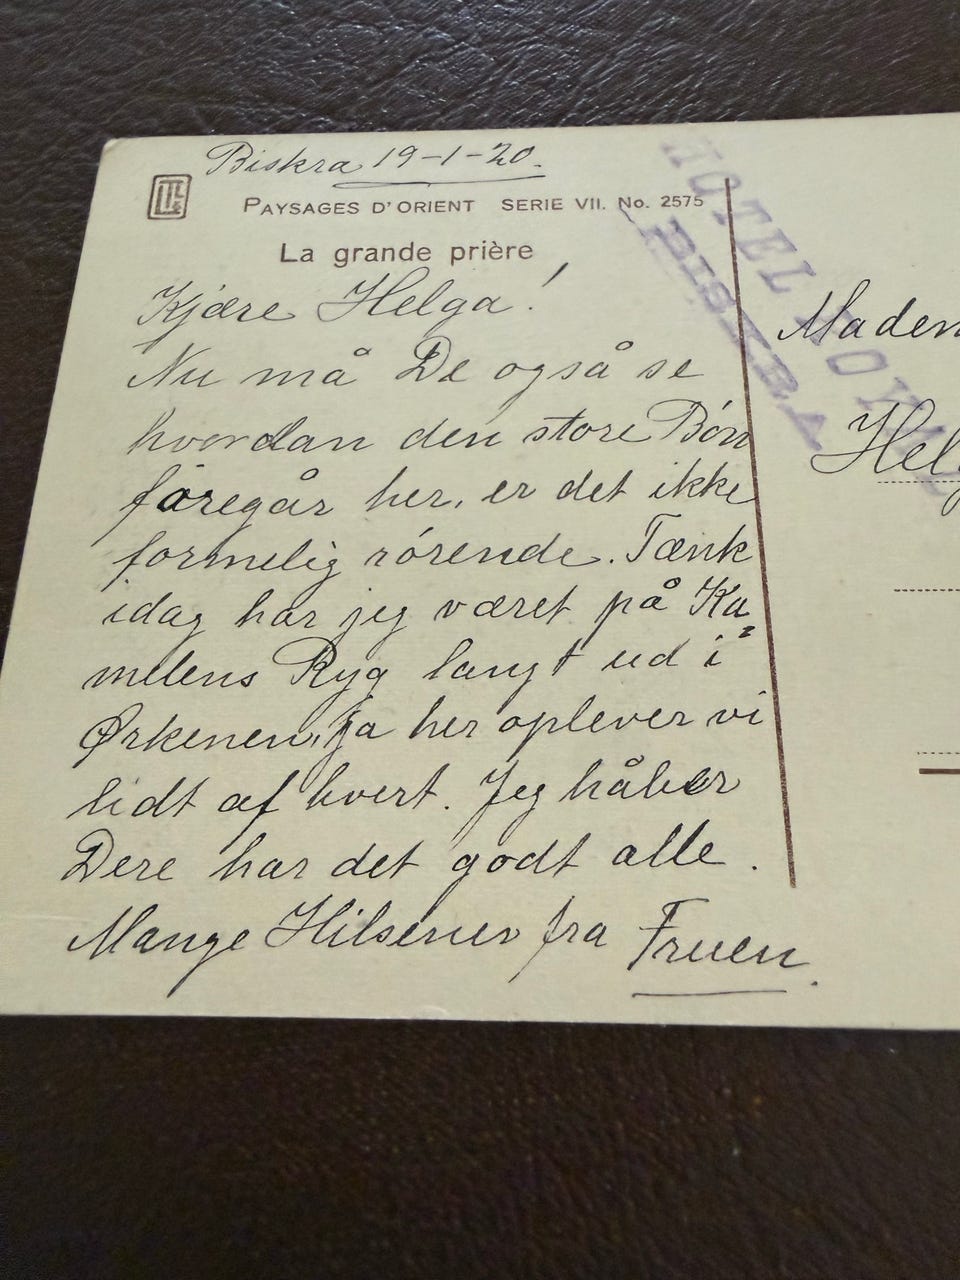 Biskra 19-1-20.
PAYSAGES D'ORIENT SERIE VII. No. 2575
La grande prière
Kjære Helga!
Nu må De også se
hvordan den store Bón
foregår her, er det ikke
formelig rórende. Tænk
idag har jeg været på Ka=
melens Ryg langt ud i
Ørkenen, ja her oplever vi
lidt af hvert. Jeg håber
Dere har det godt alle.
Mange Hilsener fra Fruen.
HOTEL ROYAL
BISKRA
Madem
Hel